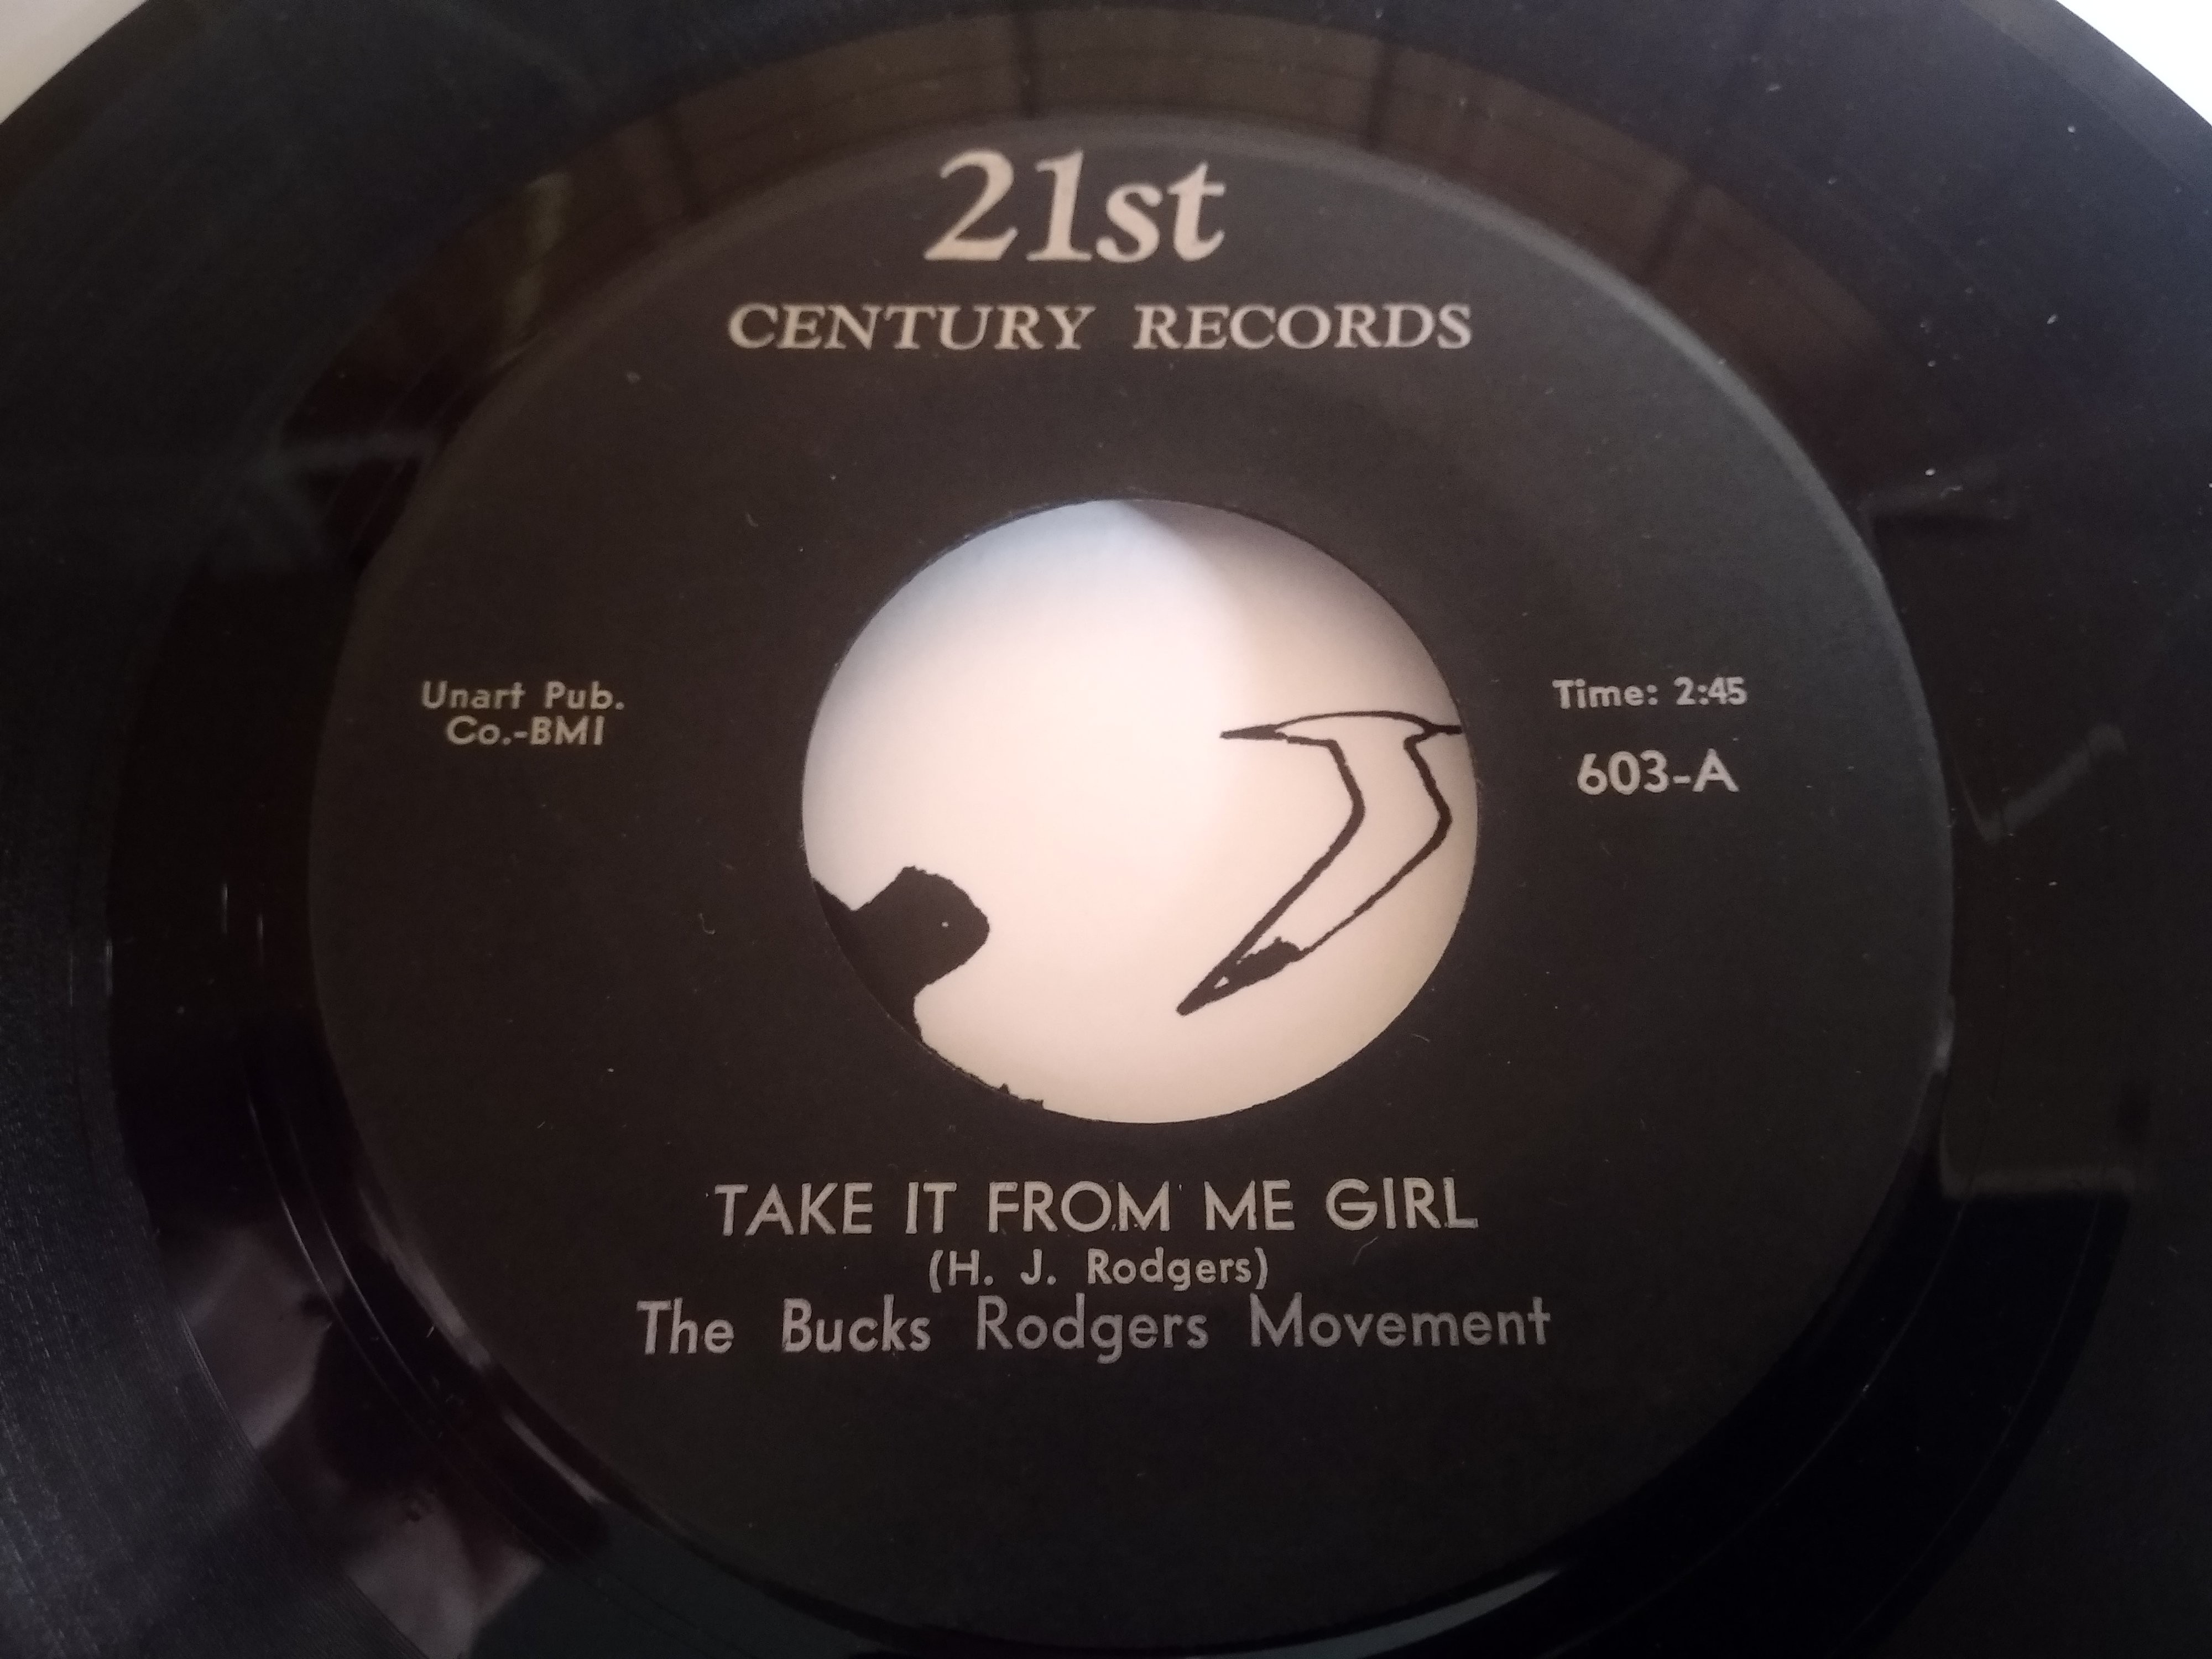 21st
CENTURY RECORDS
Unart Pub.
Co.-BMI
Time: 2:45
603-A
TAKE IT FROM ME GIRL
(H. J. Rodgers)
The Bucks Rodgers Movement